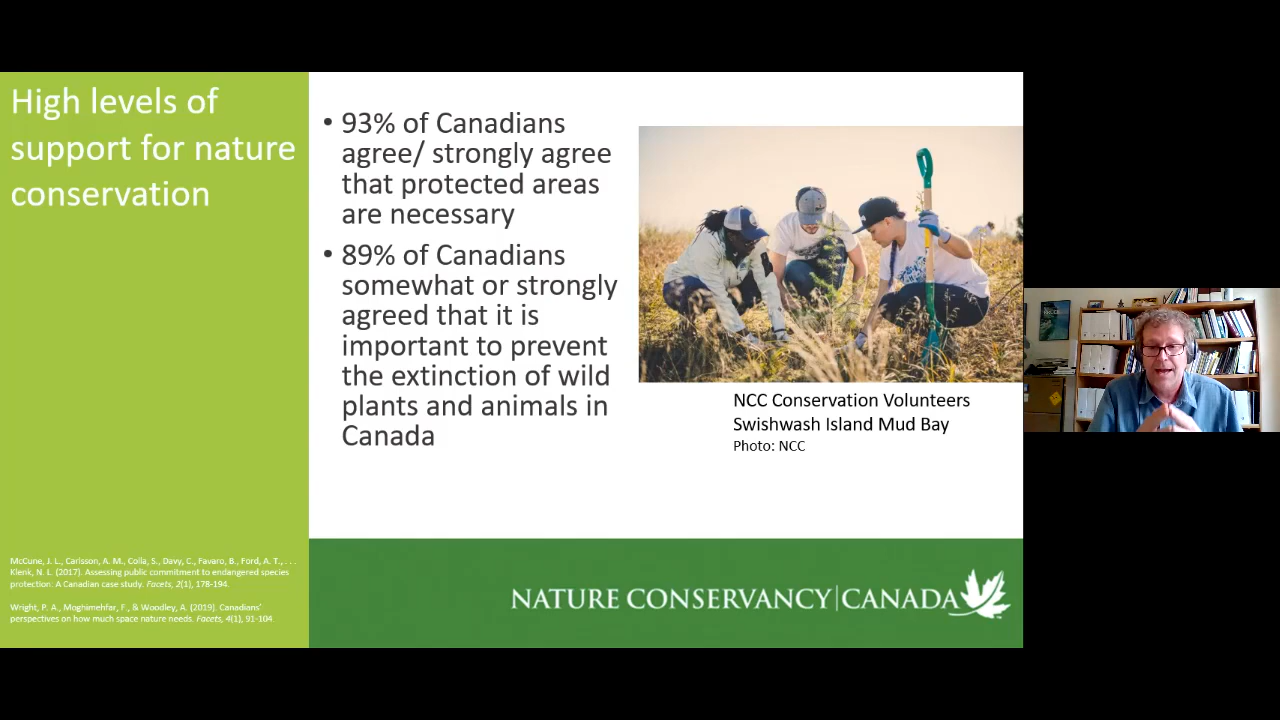 High levels of
support for nature
conservation
• 93% of Canadians
agree/ strongly agree
that protected areas
are necessary
• 89% of Canadians
somewhat or strongly
agreed that it is
important to prevent
the extinction of wild
plants and animals in
Canada
NCC Conservation Volunteers
Swishwash Island Mud Bay
Photo: NCC
McCune, J. L., Carlsson, A. M., Colla, S., Davy, C., Favaro, B., Ford, A. T., . . .
Klenk, N. L. (2017). Assessing public commitment to endangered species
protection: A Canadian case study. Facets, 2(1), 178-194.
Wright, P. A., Moghimehfar, F., & Woodley, A. (2019). Canadians'
perspectives on how much space nature needs. Facets, 4(1), 91-104.
NATURE CONSERVANCY CANADA